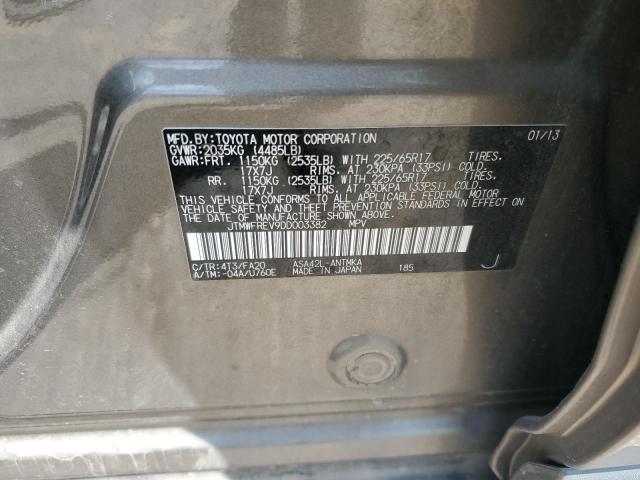 MFD.BY:TOYOTA MOTOR CORPORATION 01/13
GVWR:2035KG (4485LB)
GAWR:FRT. 1150KG (2535LB) WITH 225/65R17 TIRES.
17X7J RIMS. AT 230KPA (33PSI) COLD.
RR. 1150KG (2535LB) WITH 225/65R17 TIRES.
17X7J RIMS. AT 230KPA (33PSI) COLD.
THIS VEHICLE CONFORMS TO ALL APPLICABLE FEDERAL MOTOR
VEHICLE SAFETY AND THEFT PREVENTION STANDARDS IN EFFECT ON
THE DATE OF MANUFACTURE SHOWN ABOVE.
JTMWFREV9DD003382 MPV
C/TR:4T3/FA20 ASA42L-ANTMKA 185 J
A/TM:-04A/U760E MADE IN JAPAN